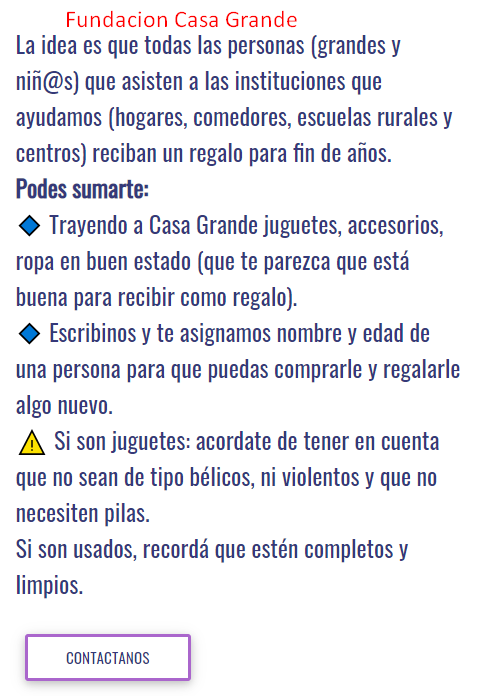 Fundacion Casa Grande
La idea es que todas las personas (grandes y
niñ@s) que asisten a las instituciones que
ayudamos (hogares, comedores, escuelas rurales y
centros) reciban un regalo para fin de años.
Podes sumarte:
🔷 Trayendo a Casa Grande juguetes, accesorios,
ropa en buen estado (que te parezca que está
buena para recibir como regalo).
🔷 Escribinos y te asignamos nombre y edad de
una persona para que puedas comprarle y regalarle
algo nuevo.
⚠️ Si son juguetes: acordate de tener en cuenta
que no sean de tipo bélicos, ni violentos y que no
necesiten pilas.
Si son usados, recordá que estén completos y
limpios.
CONTACTANOS